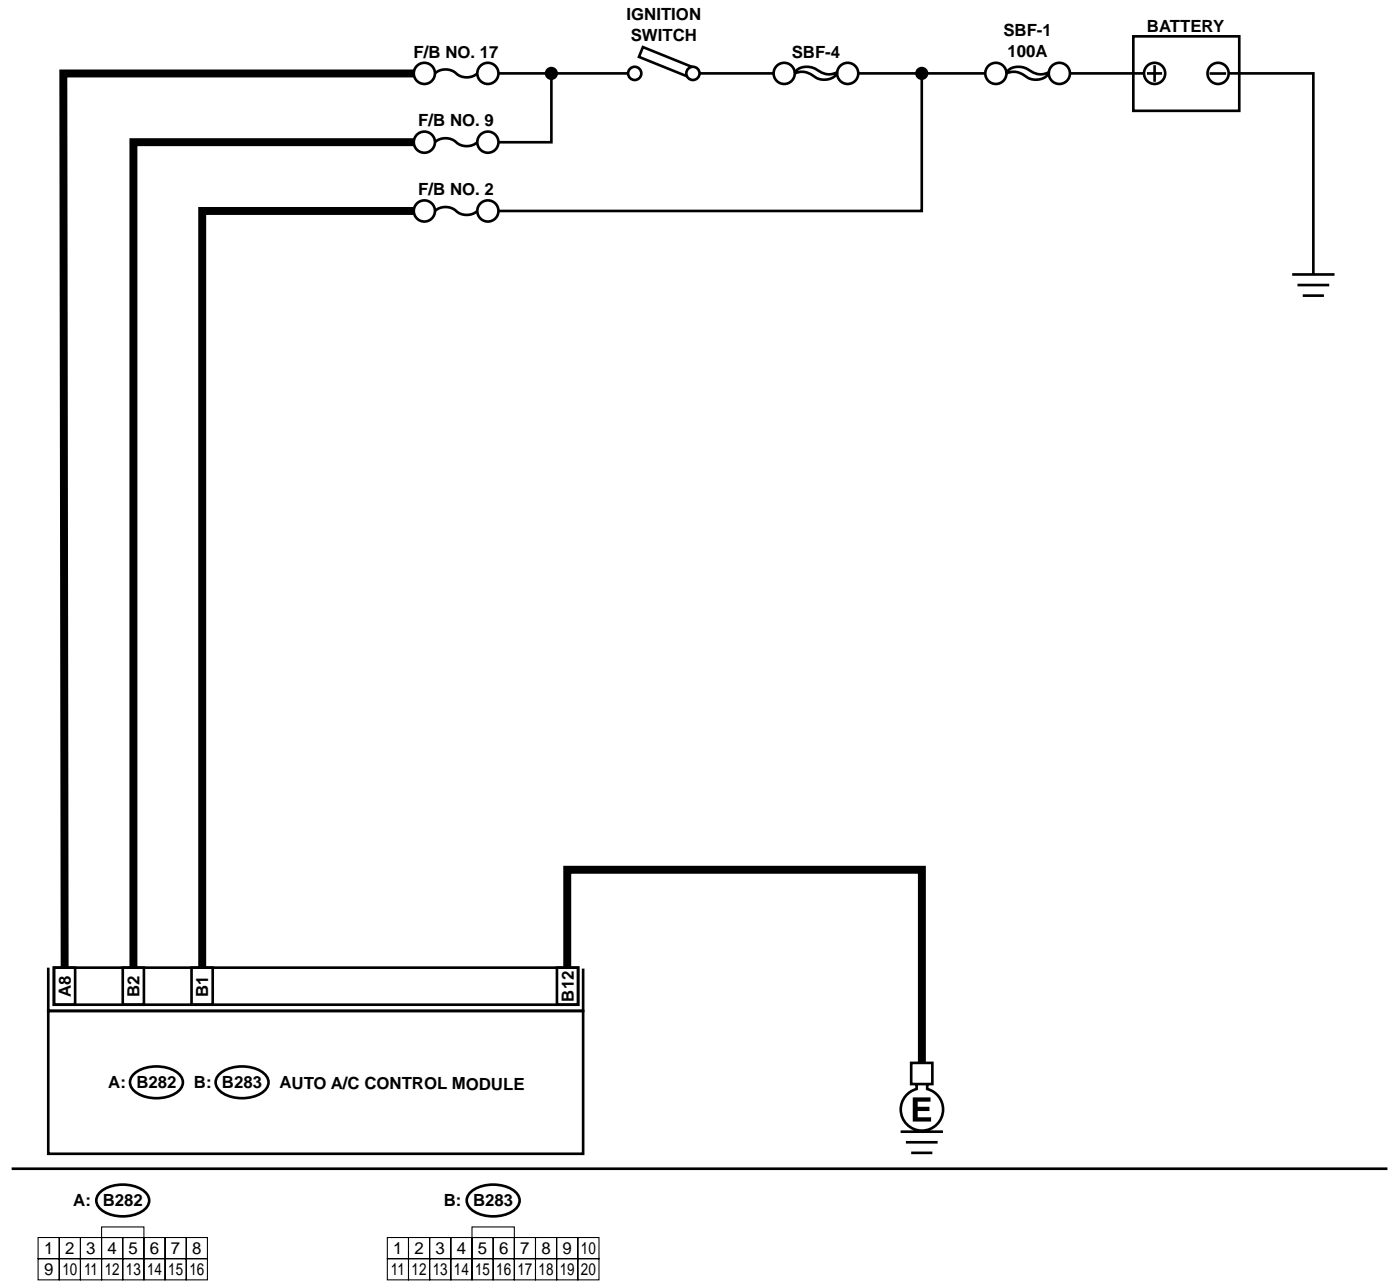 IGNITION
SWITCH
F/B NO. 17
SBF-4
SBF-1
100A
BATTERY
F/B NO. 9
F/B NO. 2
A8
B2
B1
B12
A: B282 B: B283 AUTO A/C CONTROL MODULE
E
A: B282
B: B283
1 2 3 4 5 6 7 8
9 10 11 12 13 14 15 16
1 2 3 4 5 6 7 8 9 10
11 12 13 14 15 16 17 18 19 20